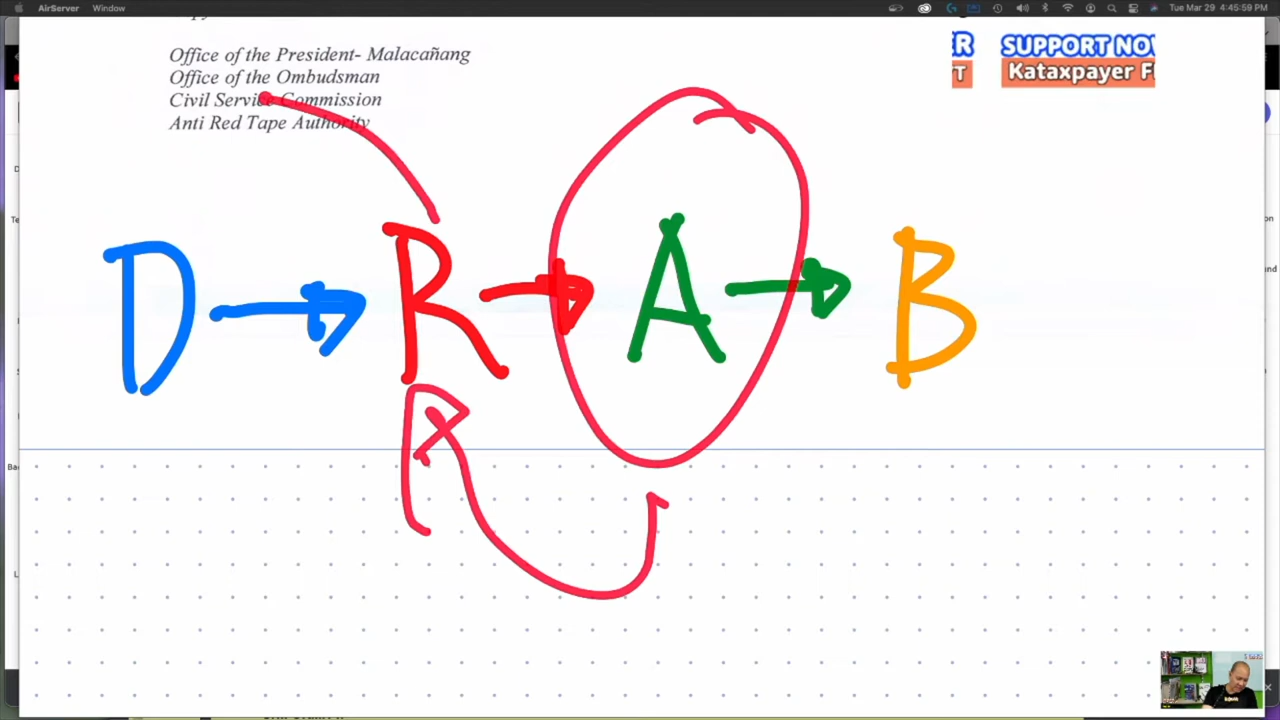 AirServer Window Tue Mar 29 4:45:59 PM
Office of the President- Malacañang
Office of the Ombudsman
Civil Service Commission
Anti Red Tape Authority
SUPPORT NOW
Kataxpayer F
D → R → A → B
R